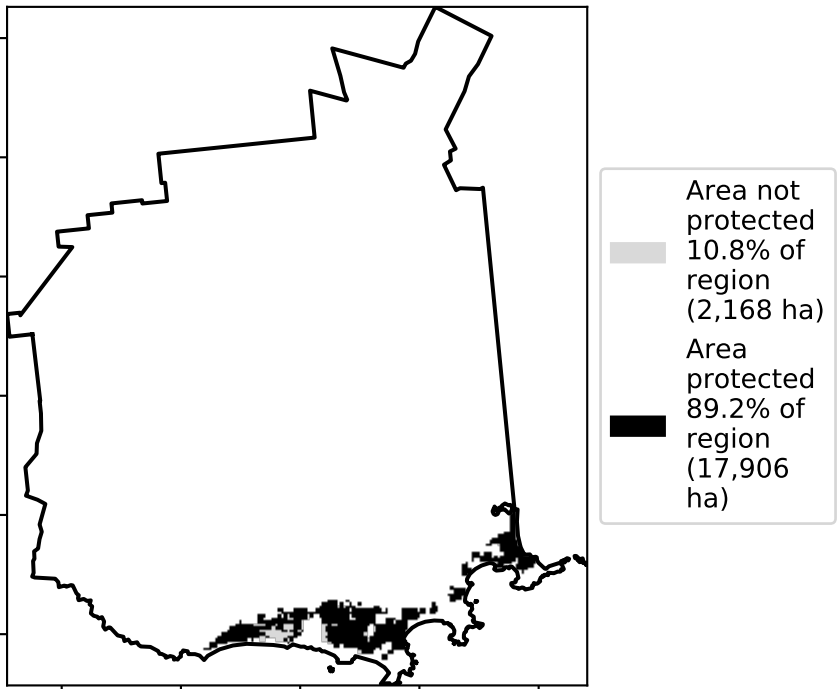 Area not
protected
10.8% of
region
(2,168 ha)
Area
protected
89.2% of
region
(17,906
ha)